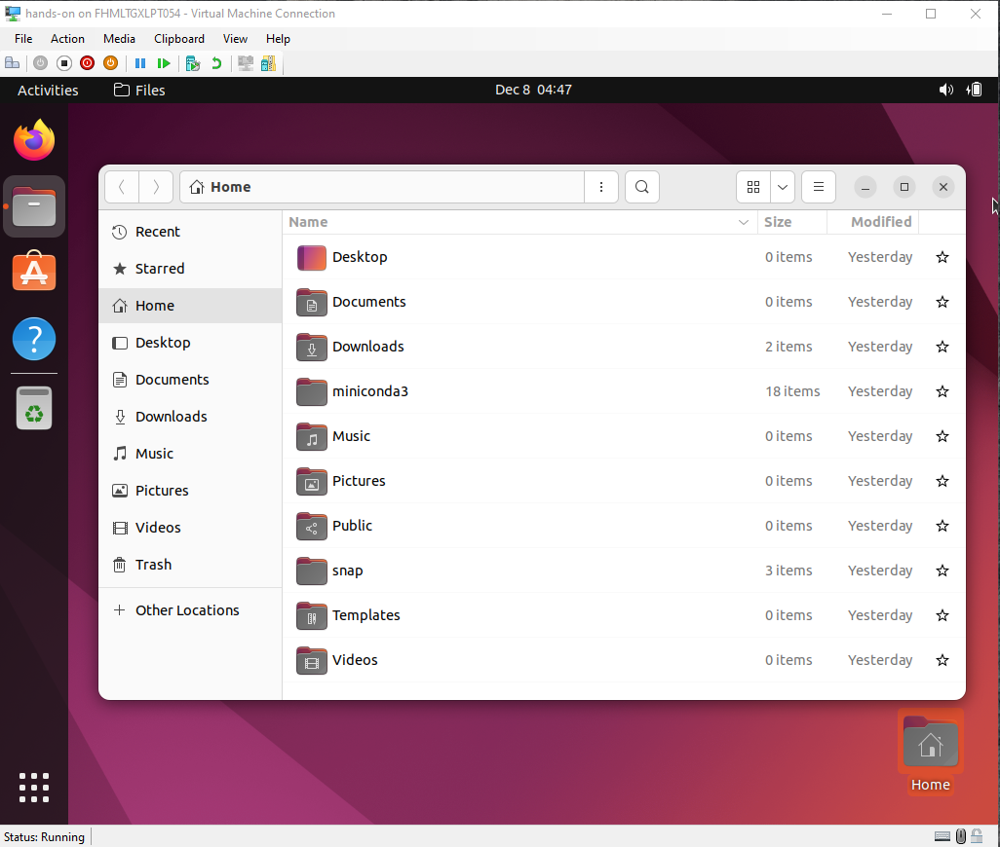 hands-on on FHMLTGXLPT054 - Virtual Machine Connection
File Action Media Clipboard View Help
Activities Files Dec 8 04:47
Home
Name Size Modified
Recent
Starred
Home
Desktop
Documents
Downloads
Music
Pictures
Videos
Trash
Other Locations
Desktop 0 items Yesterday
Documents 0 items Yesterday
Downloads 2 items Yesterday
miniconda3 18 items Yesterday
Music 0 items Yesterday
Pictures 0 items Yesterday
Public 0 items Yesterday
snap 3 items Yesterday
Templates 0 items Yesterday
Videos 0 items Yesterday
Home
Status: Running